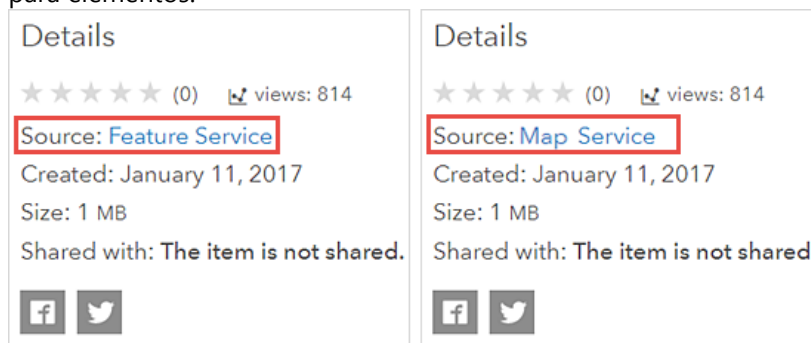 para elementos.
Details
(0) views: 814
Source: Feature Service
Created: January 11, 2017
Size: 1 MB
Shared with: The item is not shared.
Details
(0) views: 814
Source: Map Service
Created: January 11, 2017
Size: 1 MB
Shared with: The item is not shared